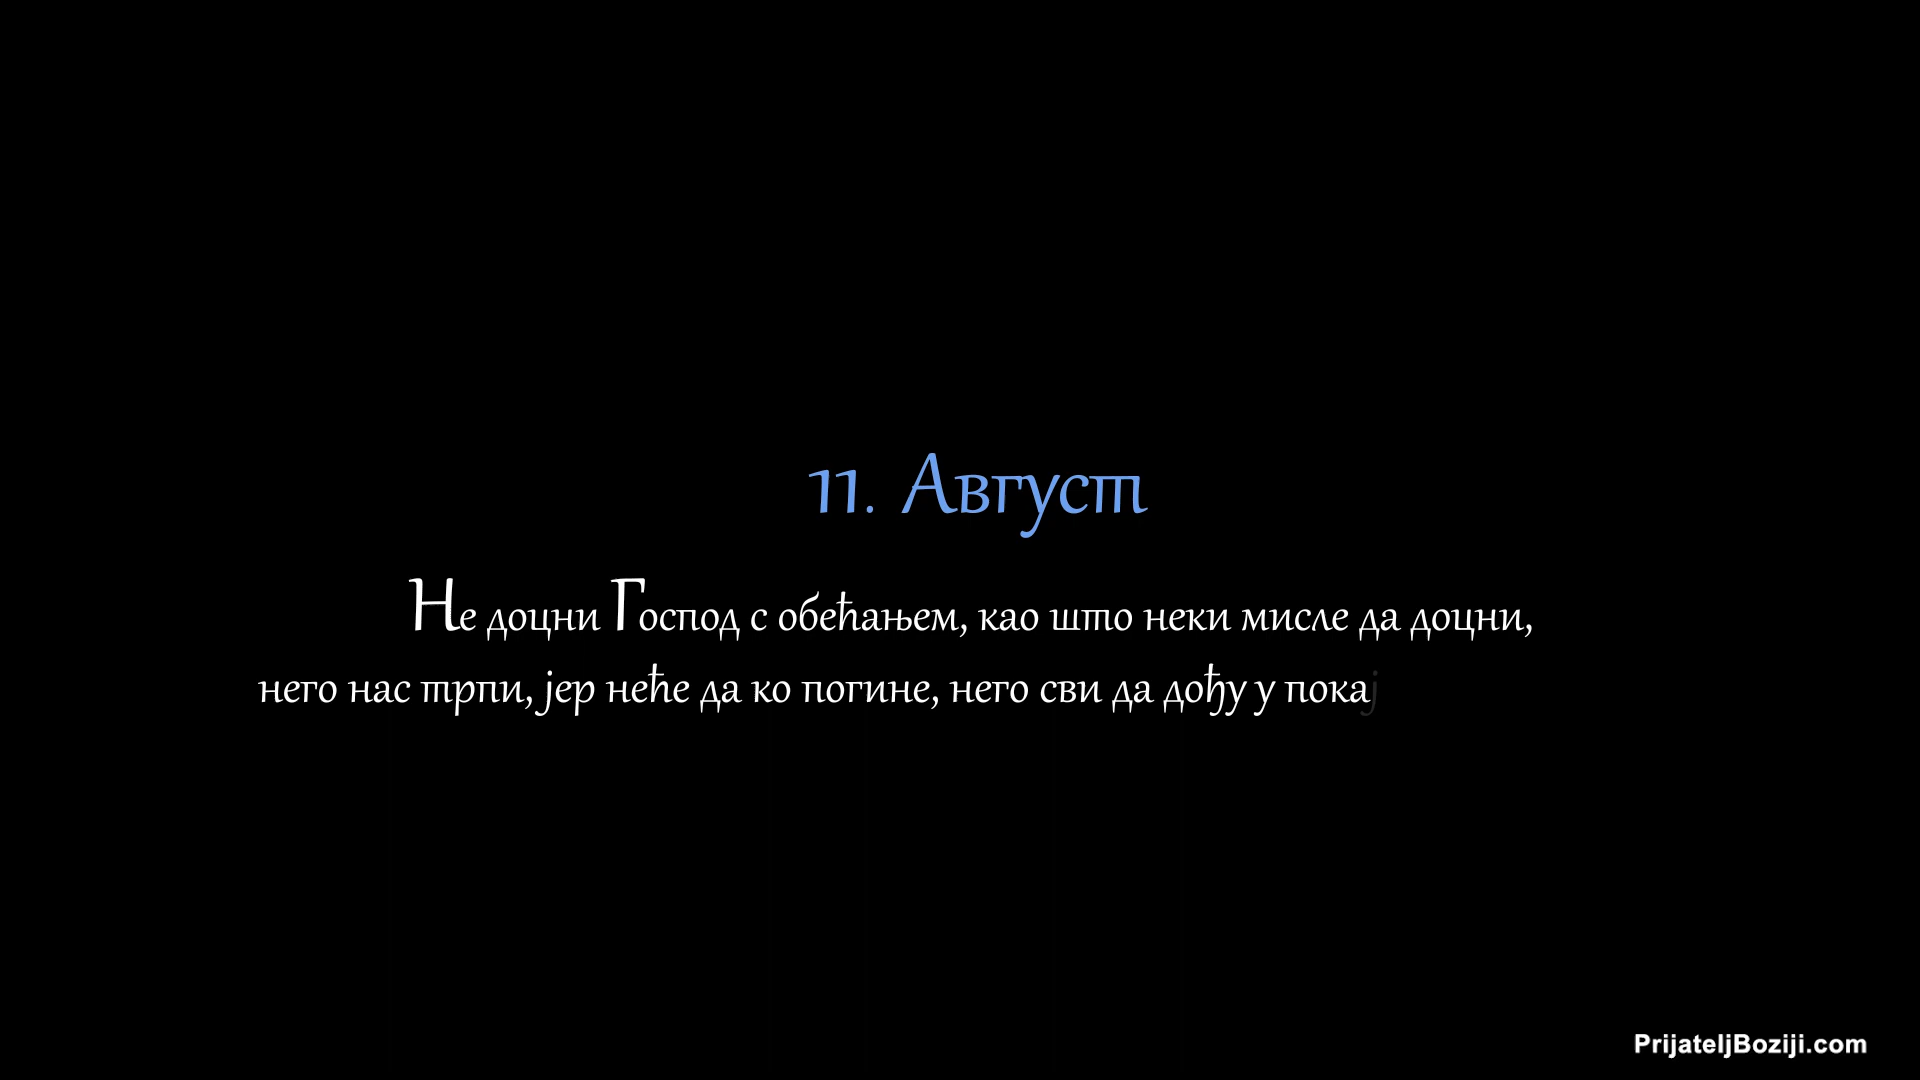 11. Август
Не доцни Господ с обећањем, као што неки мисле да доцни,
него нас трпи, јер неће да ко погине, него сви да дођу у покај
PrijateljBoziji.com